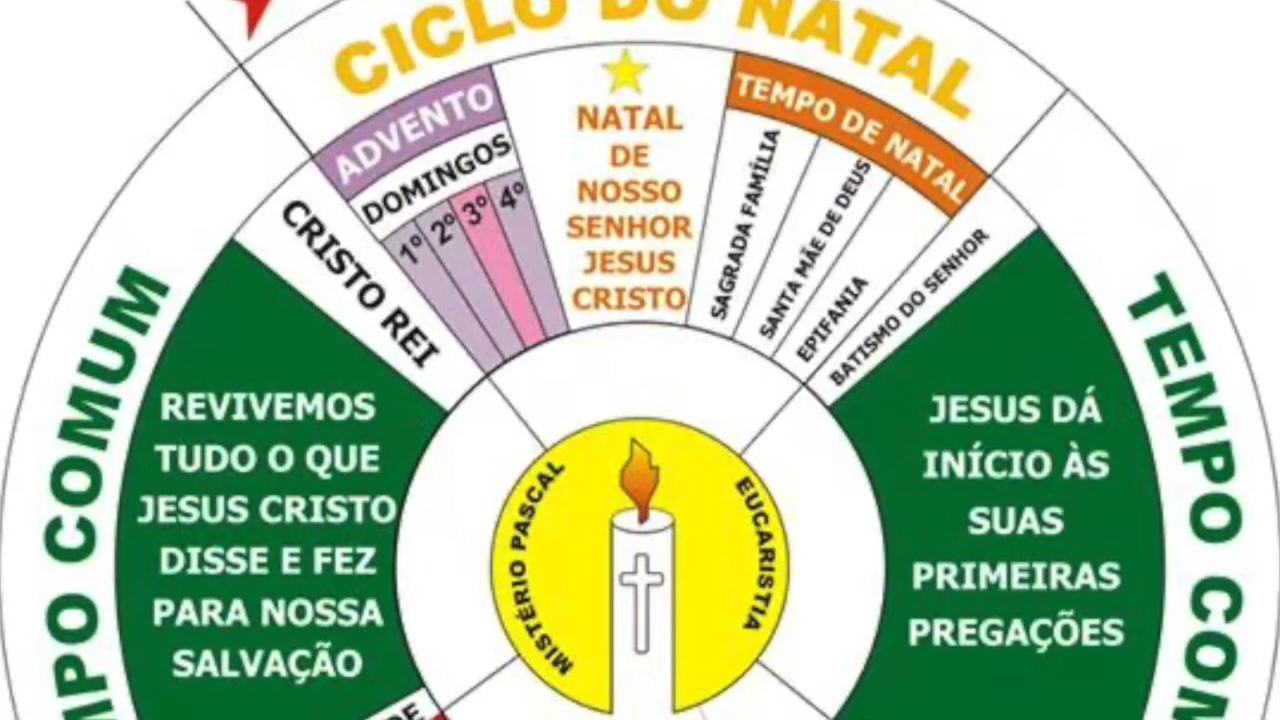 CICLO DO NATAL
ADVENTO
DOMINGOS
1º
2º
3º
4º
NATAL
DE
NOSSO
SENHOR
JESUS
CRISTO
TEMPO DE NATAL
SAGRADA FAMÍLIA
SANTA MÃE DE DEUS
EPIFANIA
BATISMO DO SENHOR
CRISTO REI
COMUM
REVIVEMOS
TUDO O QUE
JESUS CRISTO
DISSE E FEZ
PARA NOSSA
SALVAÇÃO
MISTÉRIO PASCAL
EUCARISTIA
TEMPO
JESUS DÁ
INÍCIO ÀS
SUAS
PRIMEIRAS
PREGAÇÕES
DE